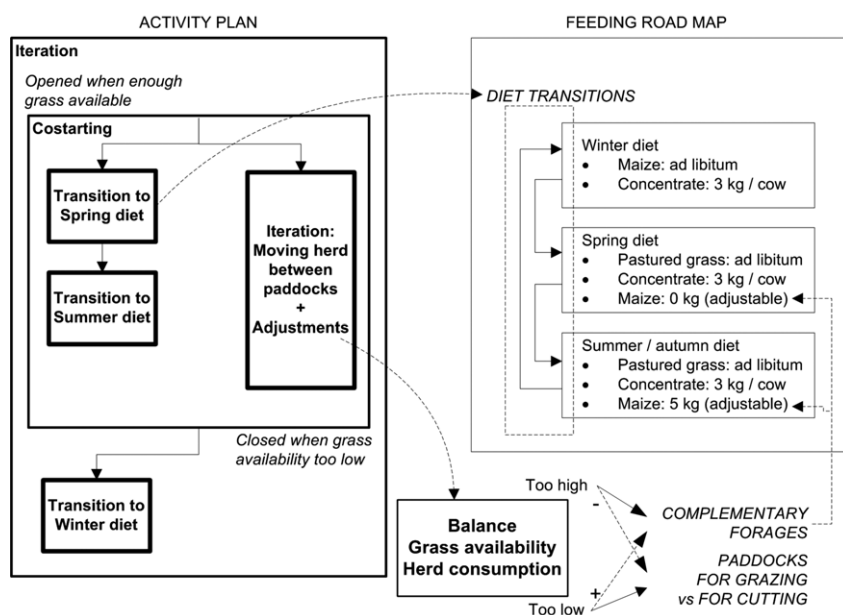 ACTIVITY PLAN
Iteration
Opened when enough
grass available
Costarting
Transition to
Spring diet
Transition to
Summer diet
Iteration:
Moving herd
between
paddocks
+
Adjustments
Closed when grass
availability too low
Transition to
Winter diet
FEEDING ROAD MAP
DIET TRANSITIONS
Winter diet
• Maize: ad libitum
• Concentrate: 3 kg / cow
Spring diet
• Pastured grass: ad libitum
• Concentrate: 3 kg / cow
• Maize: 0 kg (adjustable)
Summer / autumn diet
• Pastured grass: ad libitum
• Concentrate: 3 kg / cow
• Maize: 5 kg (adjustable)
Balance
Grass availability
Herd consumption
Too high
-
+
Too low
COMPLEMENTARY
FORAGES
PADDOCKS
FOR GRAZING
vs FOR CUTTING